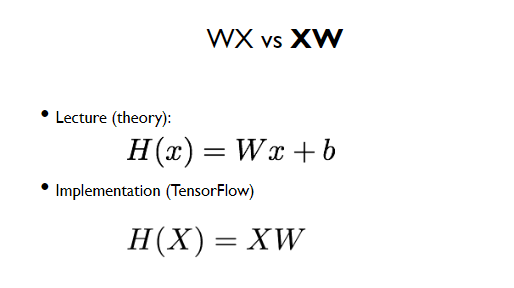 WX vs XW
• Lecture (theory):
H(x) = Wx + b
• Implementation (TensorFlow)
H(X) = XW